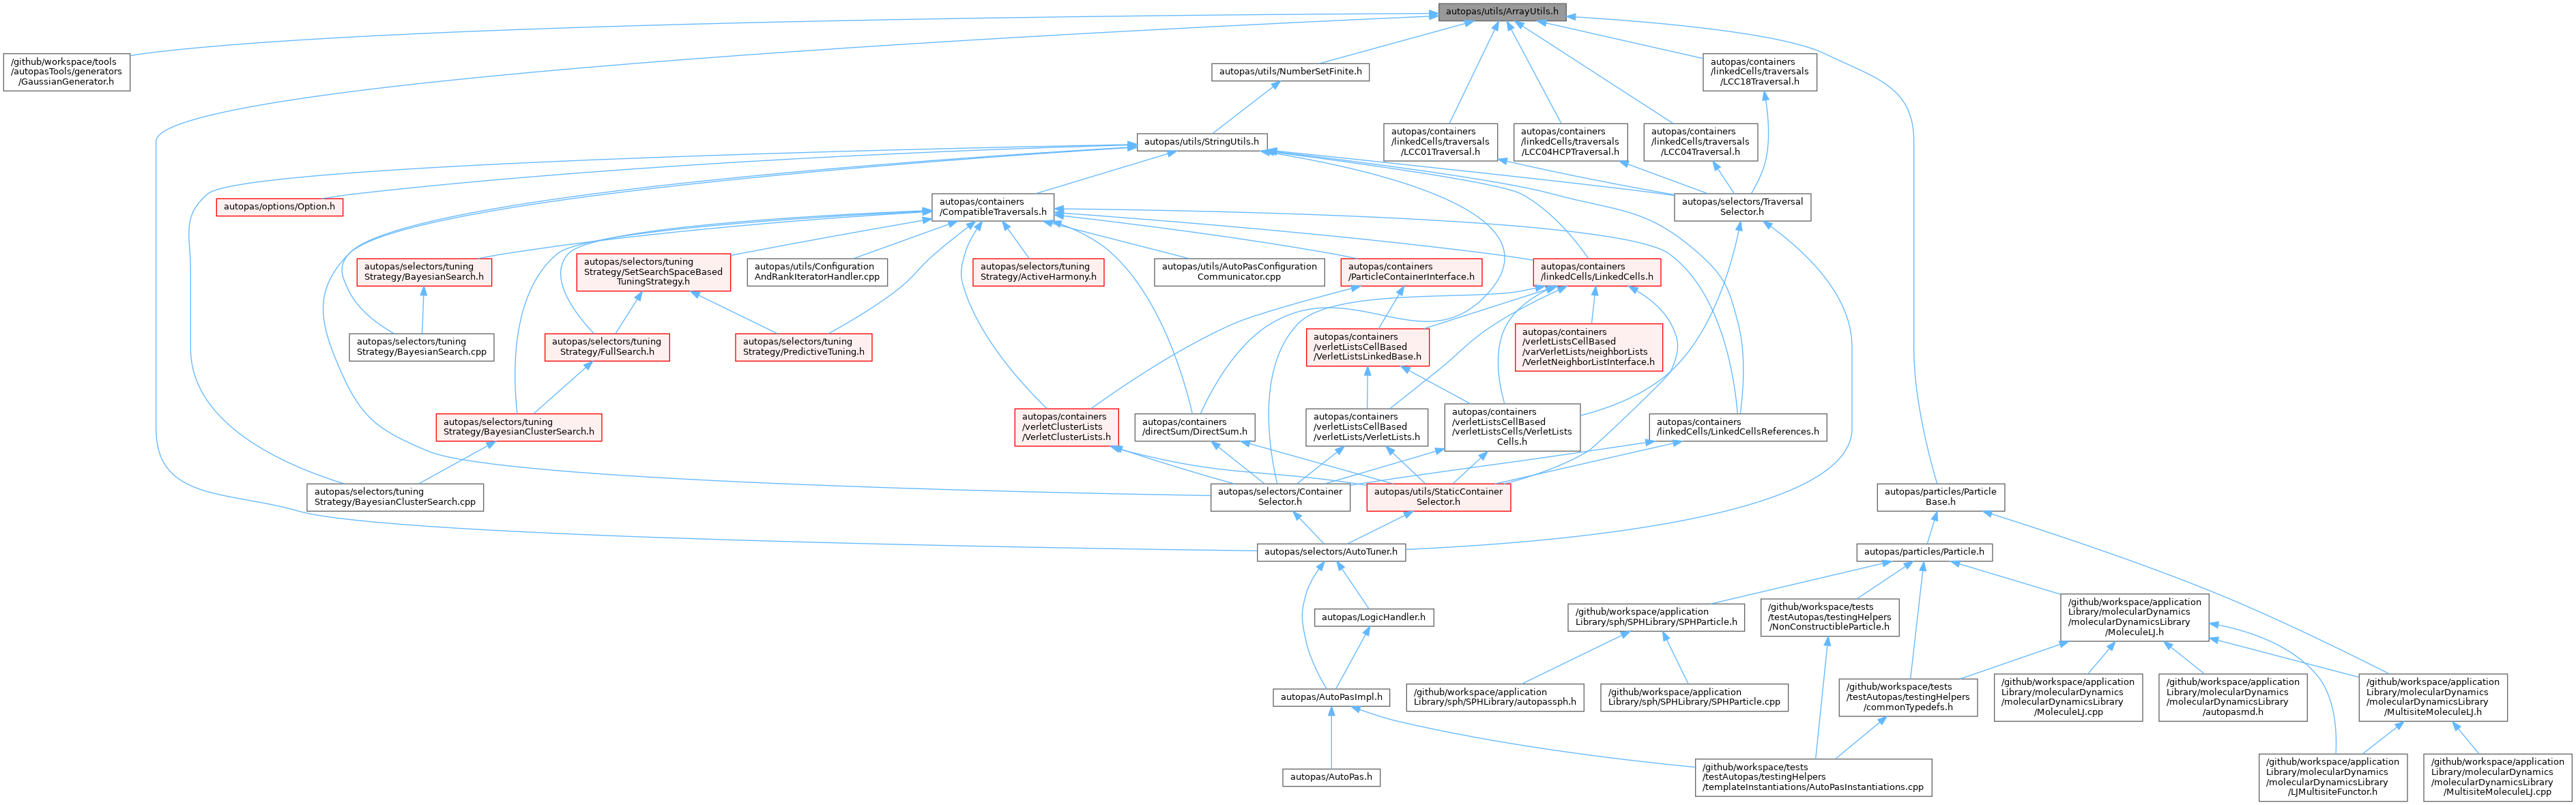 autopas/utils/ArrayUtils.h
/github/workspace/tools
/autopasTools/generators
/GaussianGenerator.h
autopas/utils/NumberSetFinite.h
autopas/containers
/linkedCells/traversals
/LCC18Traversal.h
autopas/utils/StringUtils.h
autopas/containers
/linkedCells/traversals
/LCC01Traversal.h
autopas/containers
/linkedCells/traversals
/LCC04HCPTraversal.h
autopas/containers
/linkedCells/traversals
/LCC04Traversal.h
autopas/options/Option.h
autopas/containers
/CompatibleTraversals.h
autopas/selectors/Traversal
Selector.h
autopas/selectors/tuning
Strategy/BayesianSearch.h
autopas/selectors/tuning
Strategy/SetSearchSpaceBased
TuningStrategy.h
autopas/utils/Configuration
AndRankIteratorHandler.cpp
autopas/selectors/tuning
Strategy/ActiveHarmony.h
autopas/utils/AutoPasConfiguration
Communicator.cpp
autopas/containers
/ParticleContainerInterface.h
autopas/containers
/linkedCells/LinkedCells.h
autopas/selectors/tuning
Strategy/BayesianSearch.cpp
autopas/selectors/tuning
Strategy/FullSearch.h
autopas/selectors/tuning
Strategy/PredictiveTuning.h
autopas/containers
/verletListsCellBased
/VerletListsLinkedBase.h
autopas/containers
/verletListsCellBased
/varVerletLists/neighborLists
/VerletNeighborListInterface.h
autopas/selectors/tuning
Strategy/BayesianClusterSearch.h
autopas/containers
/verletClusterLists
/VerletClusterLists.h
autopas/containers
/directSum/DirectSum.h
autopas/containers
/verletListsCellBased
/verletLists/VerletLists.h
autopas/containers
/verletListsCellBased
/verletListsCells/VerletLists
Cells.h
autopas/containers
/linkedCells/LinkedCellsReferences.h
autopas/selectors/tuning
Strategy/BayesianClusterSearch.cpp
autopas/selectors/Container
Selector.h
autopas/utils/StaticContainer
Selector.h
autopas/particles/Particle
Base.h
autopas/selectors/AutoTuner.h
autopas/particles/Particle.h
autopas/LogicHandler.h
/github/workspace/application
Library/sph/SPHLibrary/SPHParticle.h
/github/workspace/tests
/testAutopas/testingHelpers
/NonConstructibleParticle.h
/github/workspace/application
Library/molecularDynamics
/molecularDynamicsLibrary
/MoleculeLJ.h
autopas/AutoPasImpl.h
/github/workspace/application
Library/sph/SPHLibrary/autopassph.h
/github/workspace/application
Library/sph/SPHLibrary/SPHParticle.cpp
/github/workspace/tests
/testAutopas/testingHelpers
/commonTypedefs.h
/github/workspace/application
Library/molecularDynamics
/molecularDynamicsLibrary
/MoleculeLJ.cpp
/github/workspace/application
Library/molecularDynamics
/molecularDynamicsLibrary
/autopasmd.h
/github/workspace/application
Library/molecularDynamics
/molecularDynamicsLibrary
/MultisiteMoleculeLJ.h
autopas/AutoPas.h
/github/workspace/tests
/testAutopas/testingHelpers
/templateInstantiations/AutoPasInstantiations.cpp
/github/workspace/application
Library/molecularDynamics
/molecularDynamicsLibrary
/LJMultisiteFunctor.h
/github/workspace/application
Library/molecularDynamics
/molecularDynamicsLibrary
/MultisiteMoleculeLJ.cpp